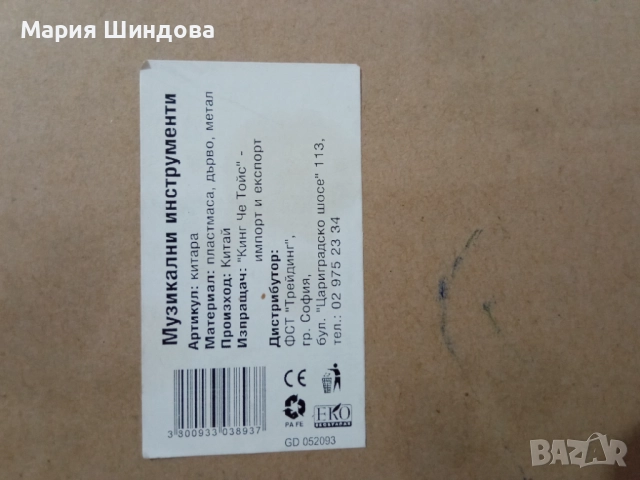 Мария Шиндова
Музикални инструменти
Артикул: китара
Материал: пластмаса, дърво, метал
Произход: Китай
Изпращач: "Кинг Че Тойс" -
импорт и експорт
Дистрибутор:
ФСТ "Трейдинг",
гр. София,
бул. "Цариградско шосе" 113,
тел.: 02 975 23 34
3 800933 038937
PA FE
EKO
GD 052093
bazar